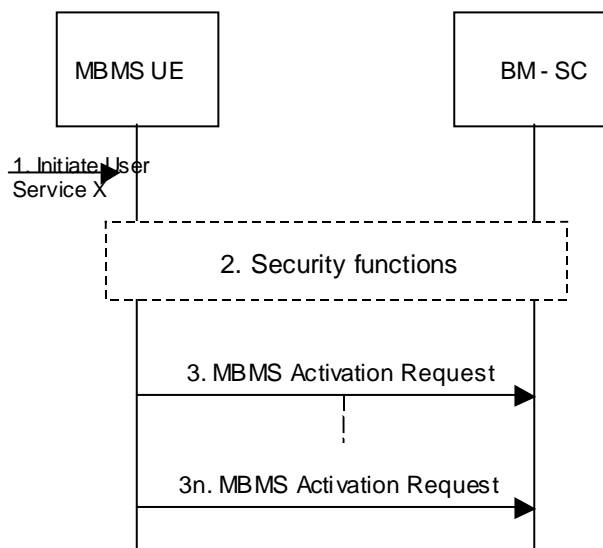 MBMS UE
BM - SC
1. Initiate User
Service X
2. Security functions
3. MBMS Activation Request
3n. MBMS Activation Request